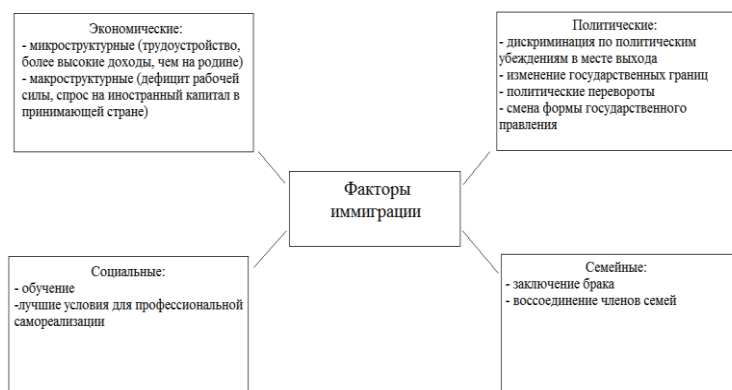 Экономические:
- микроструктурные (трудоустройство,
более высокие доходы, чем на родине)
- макроструктурные (дефицит рабочей
силы, спрос на иностранный капитал в
принимающей стране)
Политические:
- дискриминация по политическим
убеждениям в месте выхода
- изменение государственных границ
- политические перевороты
- смена формы государственного
правления
Факторы
иммиграции
Социальные:
- обучение
-лучшие условия для профессиональной
самореализации
Семейные:
- заключение брака
- воссоединение членов семей